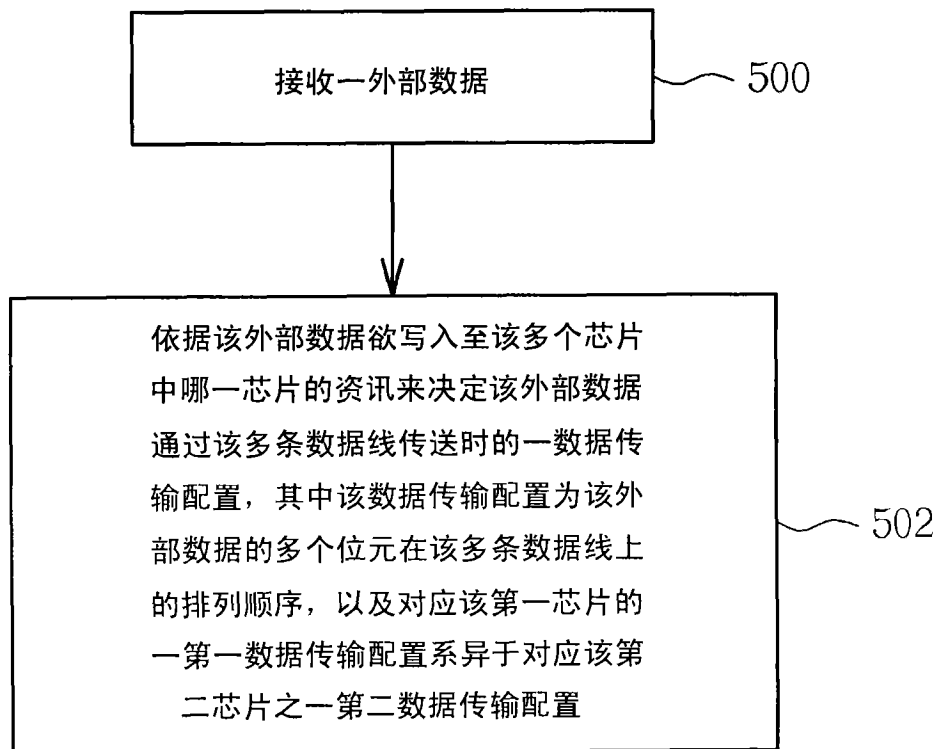 接收一外部数据
500
依据该外部数据欲写入至该多个芯片
中哪一芯片的资讯来决定该外部数据
通过该多条数据线传送时的一数据传
输配置，其中该数据传输配置为该外
部数据的多个位元在该多条数据线上
的排列顺序，以及对应该第一芯片的
一第一数据传输配置系异于对应该第
二芯片之一第二数据传输配置
502